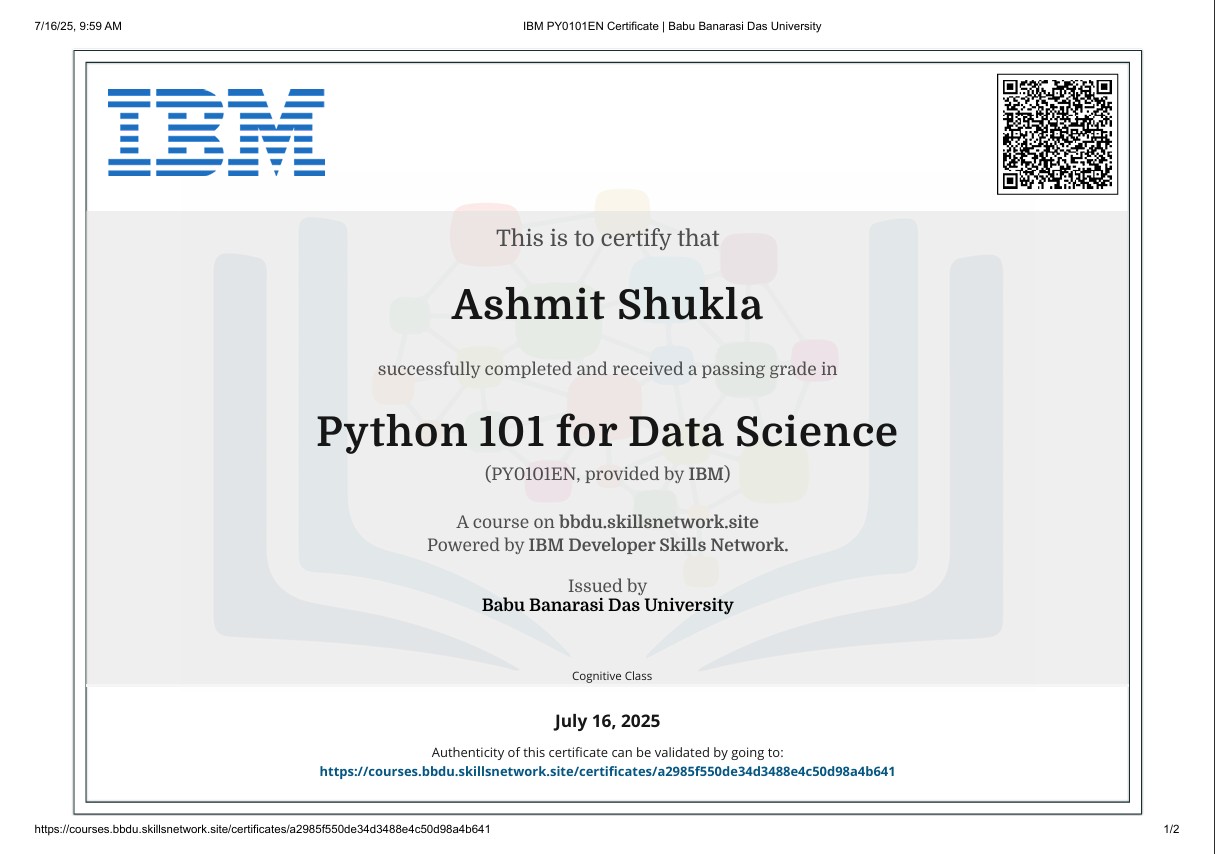 7/16/25, 9:59 AM
IBM PY0101EN Certificate | Babu Banarasi Das University
IBM
This is to certify that
Ashmit Shukla
successfully completed and received a passing grade in
Python 101 for Data Science
(PY0101EN, provided by IBM)
A course on bbdu.skillsnetwork.site
Powered by IBM Developer Skills Network.
Issued by
Babu Banarasi Das University
Cognitive Class
July 16, 2025
Authenticity of this certificate can be validated by going to:
https://courses.bbdu.skillsnetwork.site/certificates/a2985f550de34d3488e4c50d98a4b641
https://courses.bbdu.skillsnetwork.site/certificates/a2985f550de34d3488e4c50d98a4b641
1/2